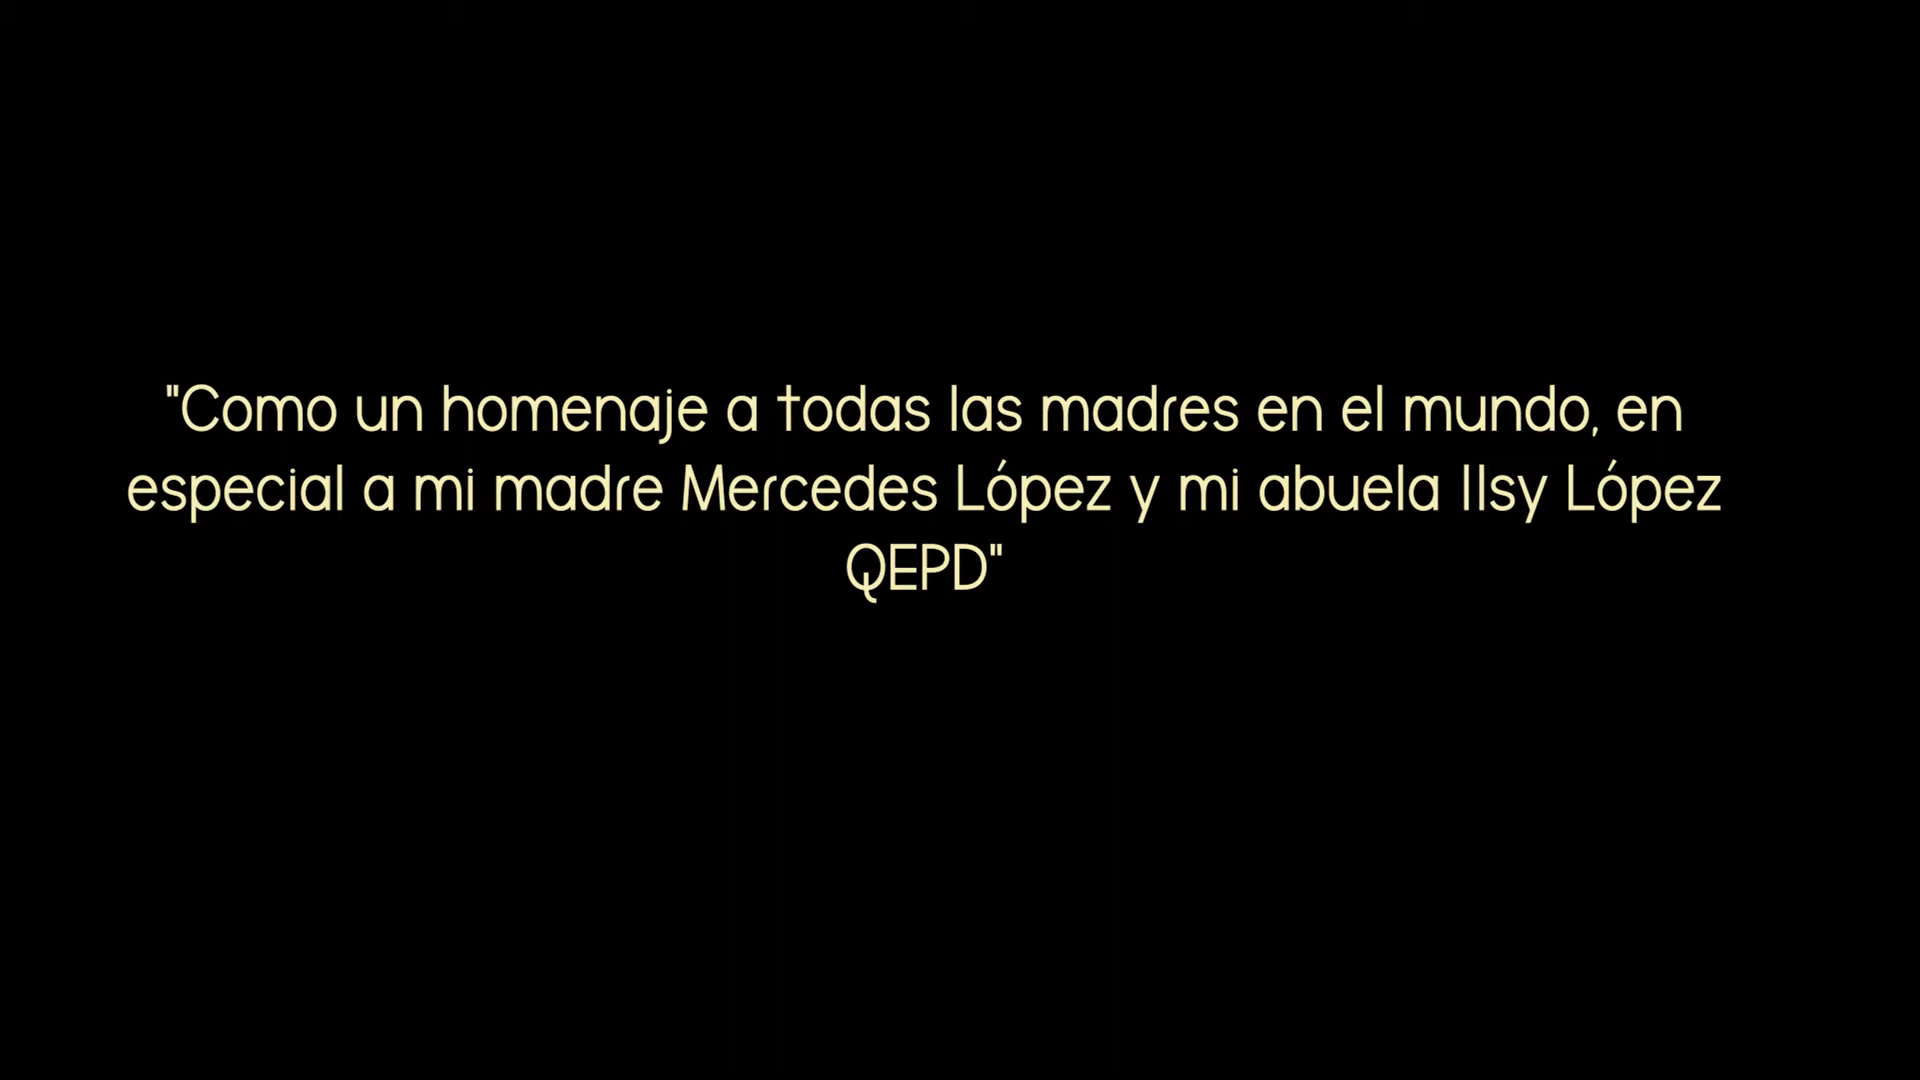 "Como un homenaje a todas las madres en el mundo, en
especial a mi madre Mercedes López y mi abuela Ilsy López
QEPD"